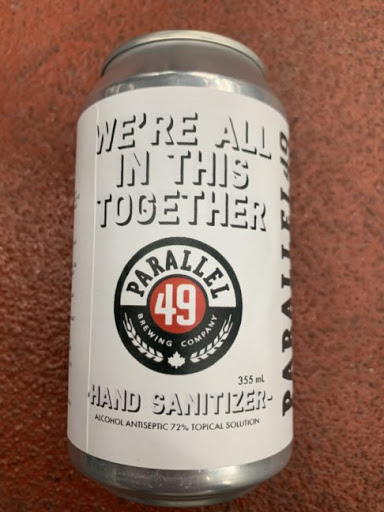 WE'RE ALL
IN THIS
TOGETHER
PARALLEL
49
BREWING COMPANY
355 mL
-HAND SANITIZER-
ALCOHOL ANTISEPTIC 72% TOPICAL SOLUTION
PARALLEL 49